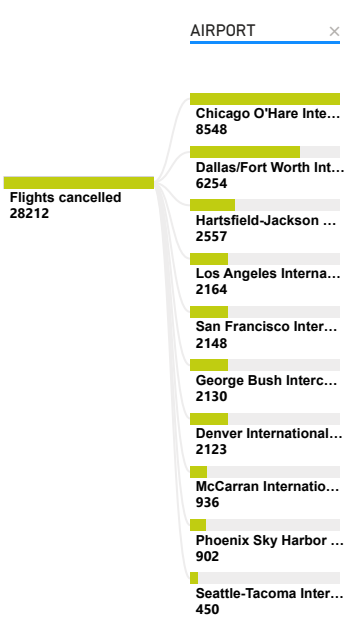 AIRPORT ×
Chicago O'Hare Inte...
8548
Dallas/Fort Worth Int...
6254
Flights cancelled
28212
Hartsfield-Jackson ...
2557
Los Angeles Interna...
2164
San Francisco Inter...
2148
George Bush Interc...
2130
Denver International...
2123
McCarran Internatio...
936
Phoenix Sky Harbor ...
902
Seattle-Tacoma Inter...
450